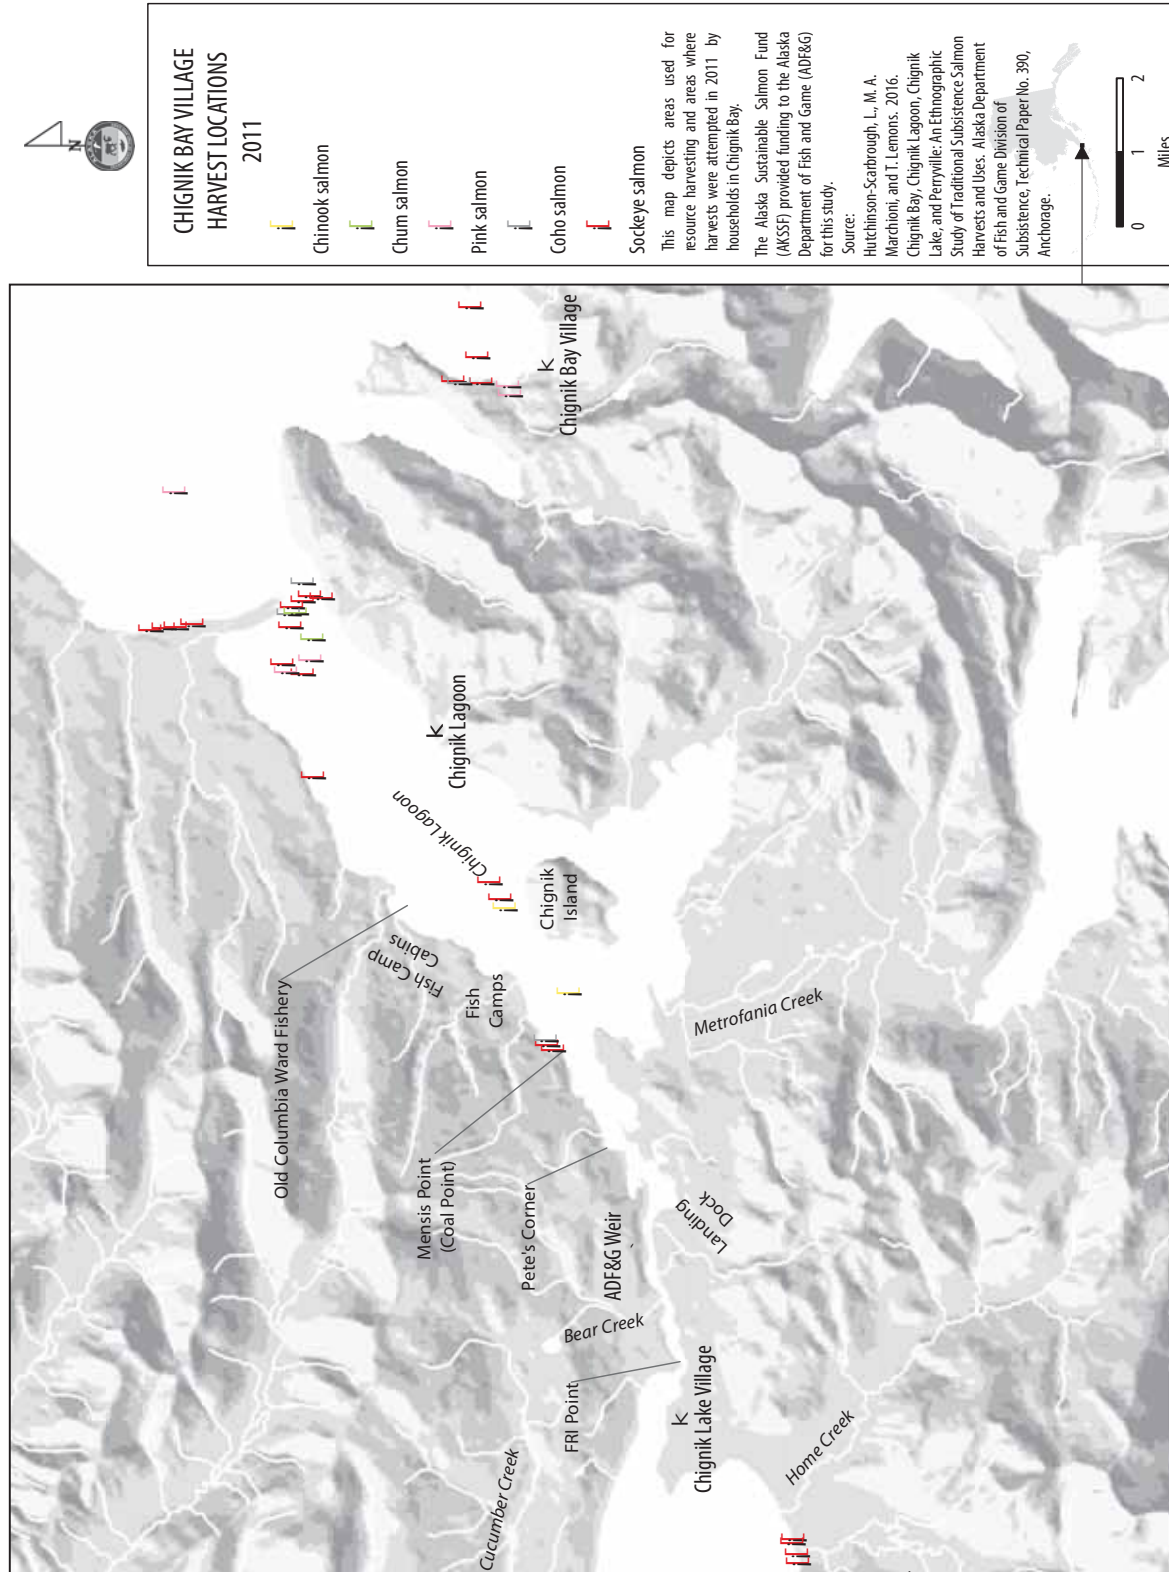 CHIGNIK BAY VILLAGE
HARVEST LOCATIONS
2011
Chinook salmon
Chum salmon
Pink salmon
Coho salmon
Sockeye salmon
This map depicts areas used for
resource harvesting and areas where
harvests were attempted in 2011 by
households in Chignik Bay.
The Alaska Sustainable Salmon Fund
(AKSSF) provided funding to the Alaska
Department of Fish and Game (ADF&G)
for this study.
Source:
Hutchinson-Scarbrough, L., M. A.
Marchioni, and T. Lemons. 2016.
Chignik Bay, Chignik Lagoon, Chignik
Lake, and Perryville: An Ethnographic
Study of Traditional Subsistence Salmon
Harvests and Uses. Alaska Department
of Fish and Game Division of
Subsistence, Technical Paper No. 390,
Anchorage.
0 1 2
Miles
N
Old Columbia Ward Fishery
Fish Camp
Cabins
Fish
Camps
Mensis Point
(Coal Point)
Pete's Corner
ADF&G Weir
Bear Creek
FRI Point
Cucumber Creek
k
Chignik Lake Village
Home Creek
Landing
Dock
Metrofania Creek
Chignik
Island
Chignik Lagoon
k
Chignik Lagoon
k
Chignik Bay Village